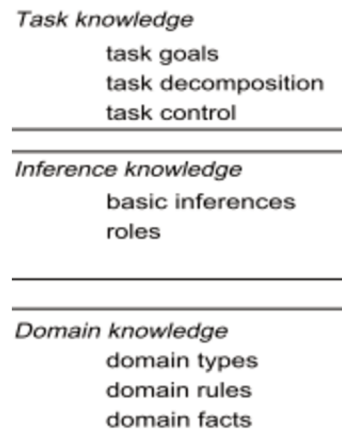 Task knowledge
task goals
task decomposition
task control
Inference knowledge
basic inferences
roles
Domain knowledge
domain types
domain rules
domain facts